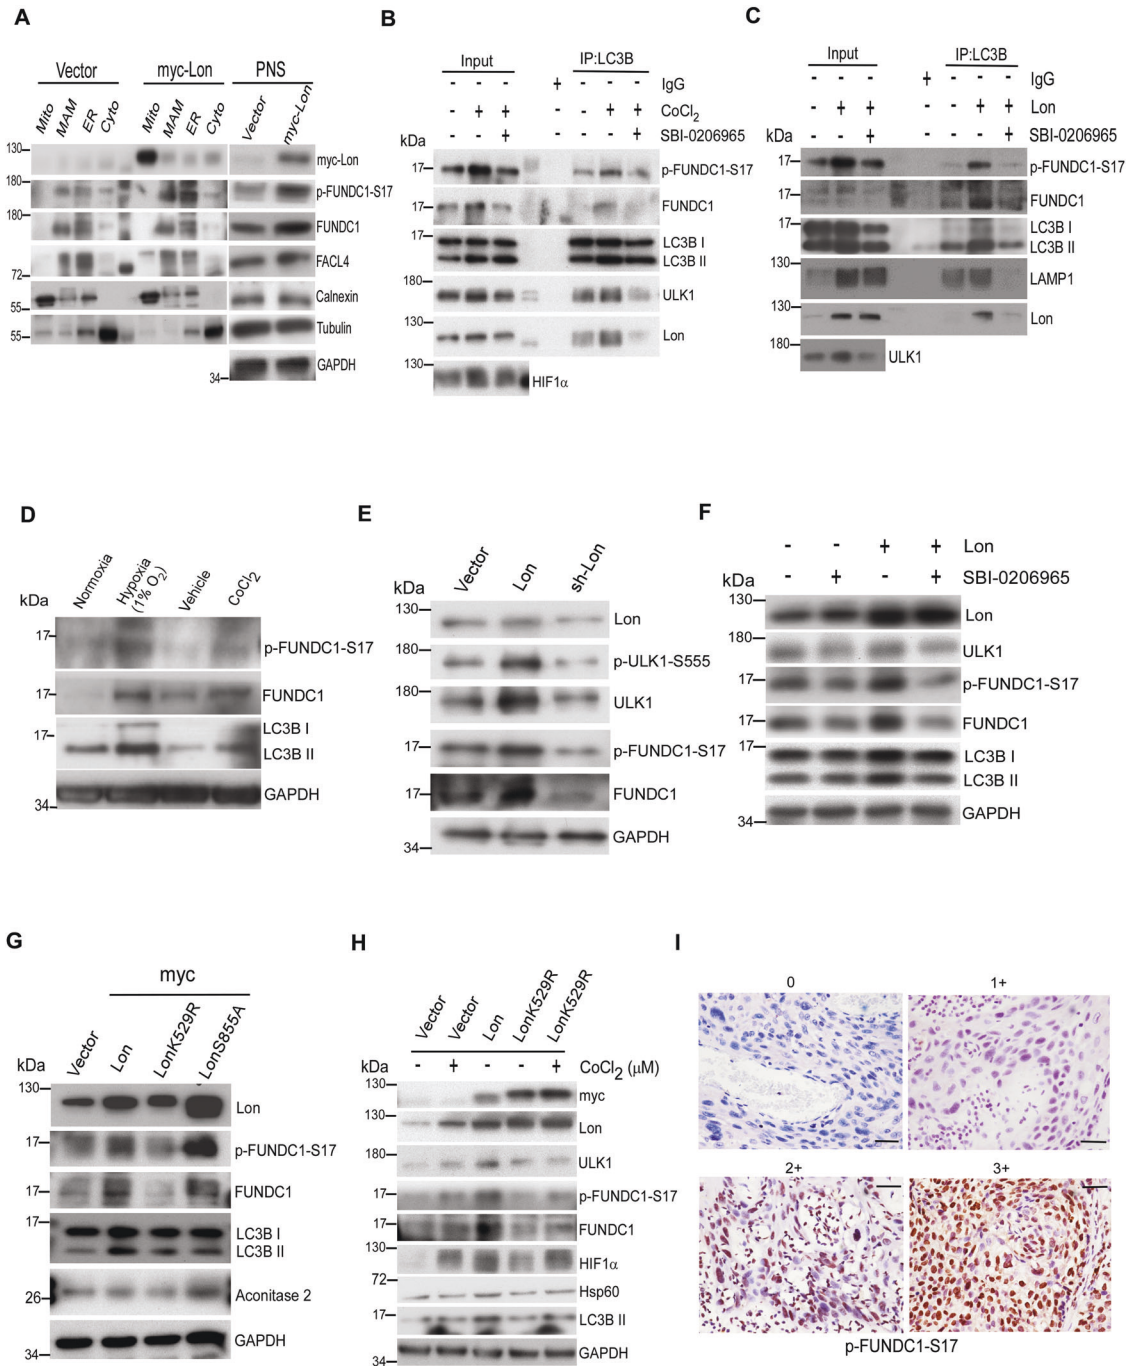 A
Vector myc-Lon PNS
Mito MAM ER Cyto Mito MAM ER Cyto Vector myc-Lon
130 myc-Lon
180 p-FUNDC1-S17
180 FUNDC1
72 FACL4
55 Calnexin
55 Tubulin
34 GAPDH
B
Input IP:LC3B
- - - + - - - IgG
- + + - + + CoCl2
- - + - - + SBI-0206965
kDa
17 p-FUNDC1-S17
17 FUNDC1
17 LC3B I
LC3B II
180 ULK1
130 Lon
130 HIF1α
C
Input IP:LC3B
- - - + - - - IgG
- + + - + + Lon
- - + - - + SBI-0206965
kDa
17 p-FUNDC1-S17
17 FUNDC1
17 LC3B I
LC3B II
LAMP1
130 Lon
180 ULK1
D
Normoxia Hypoxia (1% O2) Vehicle CoCl2
kDa
17 p-FUNDC1-S17
17 FUNDC1
17 LC3B I
LC3B II
34 GAPDH
E
Vector Lon sh-Lon
kDa
130 Lon
180 p-ULK1-S555
180 ULK1
17 p-FUNDC1-S17
17 FUNDC1
34 GAPDH
F
- - + + Lon
- + - + SBI-0206965
kDa
130 Lon
180 ULK1
17 p-FUNDC1-S17
17 FUNDC1
17 LC3B I
LC3B II
34 GAPDH
G
myc
Vector Lon LonK529R LonS855A
kDa
130 Lon
17 p-FUNDC1-S17
17 FUNDC1
17 LC3B I
LC3B II
26 Aconitase 2
34 GAPDH
H
Vector Vector Lon LonK529R LonK529R
kDa - + - - + CoCl2 (μM)
130 myc
130 Lon
180 ULK1
17 p-FUNDC1-S17
17 FUNDC1
130 HIF1α
72 Hsp60
17 LC3B II
34 GAPDH
I
0 1+
2+ 3+
p-FUNDC1-S17